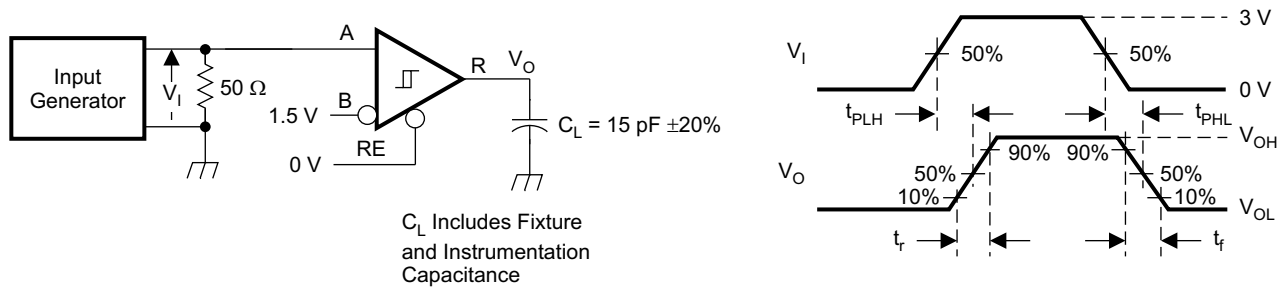 Input
Generator
V_I
50 Ω
A
B
1.5 V
RE
0 V
R
V_O
C_L = 15 pF ±20%
C_L Includes Fixture
and Instrumentation
Capacitance
3 V
V_I
50%
50%
0 V
t_PLH
t_PHL
V_OH
90%
90%
V_O
50%
50%
10%
10%
V_OL
t_r
t_f